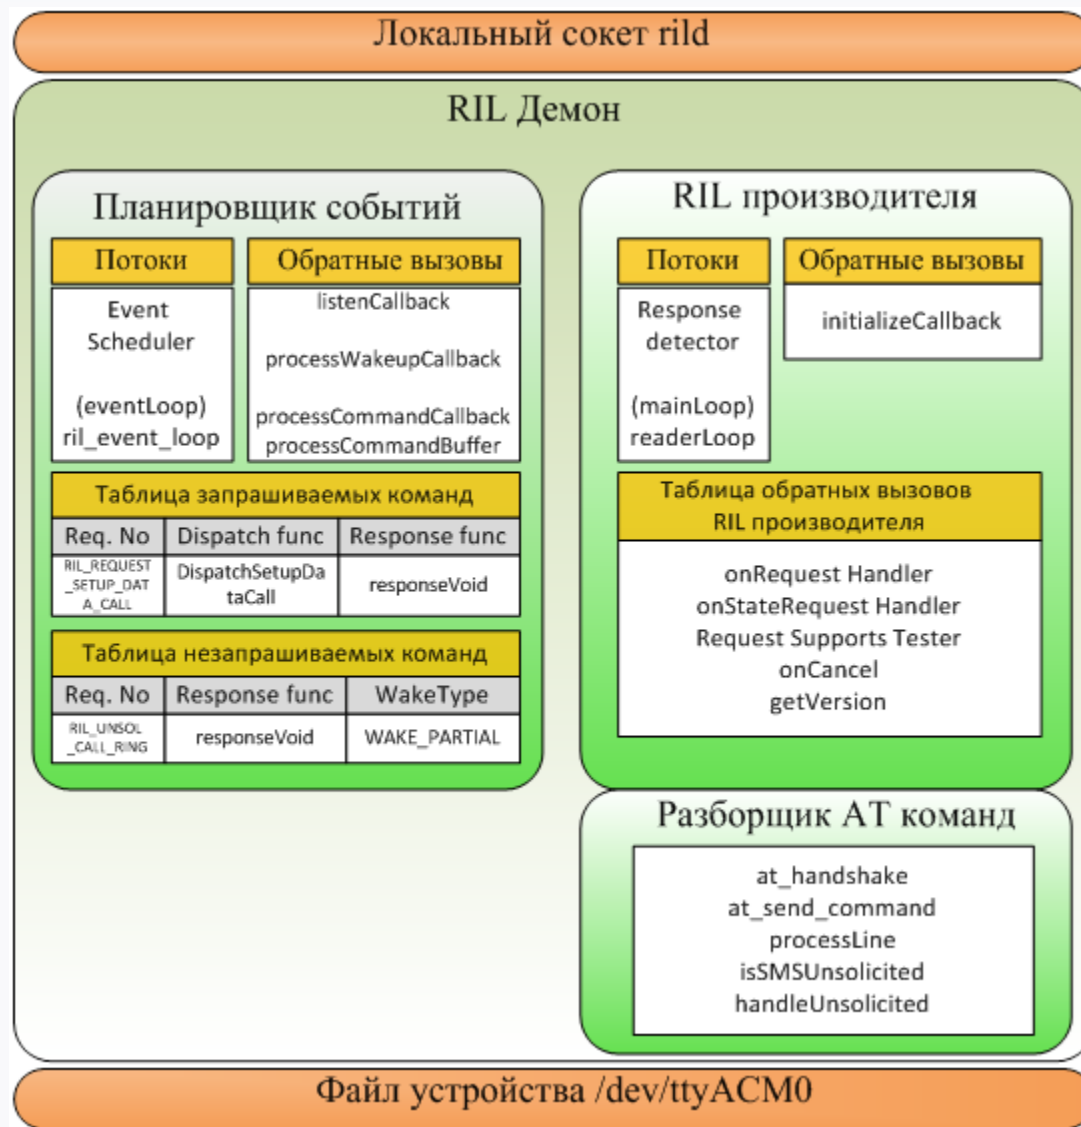 Локальный сокет rild
RIL Демон
Планировщик событий
Потоки
Обратные вызовы
Event
Scheduler
(eventLoop)
ril_event_loop
listenCallback
processWakeupCallback
processCommandCallback
processCommandBuffer
Таблица запрашиваемых команд
Req. No
Dispatch func
Response func
RIL_REQUEST
_SETUP_DAT
A_CALL
DispatchSetupDa
taCall
responseVoid
Таблица незапрашиваемых команд
Req. No
Response func
WakeType
RIL_UNSOL
_CALL_RING
responseVoid
WAKE_PARTIAL
RIL производителя
Потоки
Обратные вызовы
Response
detector
(mainLoop)
readerLoop
initializeCallback
Таблица обратных вызовов
RIL производителя
onRequest Handler
onStateRequest Handler
Request Supports Tester
onCancel
getVersion
Разборщик АТ команд
at_handshake
at_send_command
processLine
isSMSUnsolicited
handleUnsolicited
Файл устройства /dev/ttyACM0